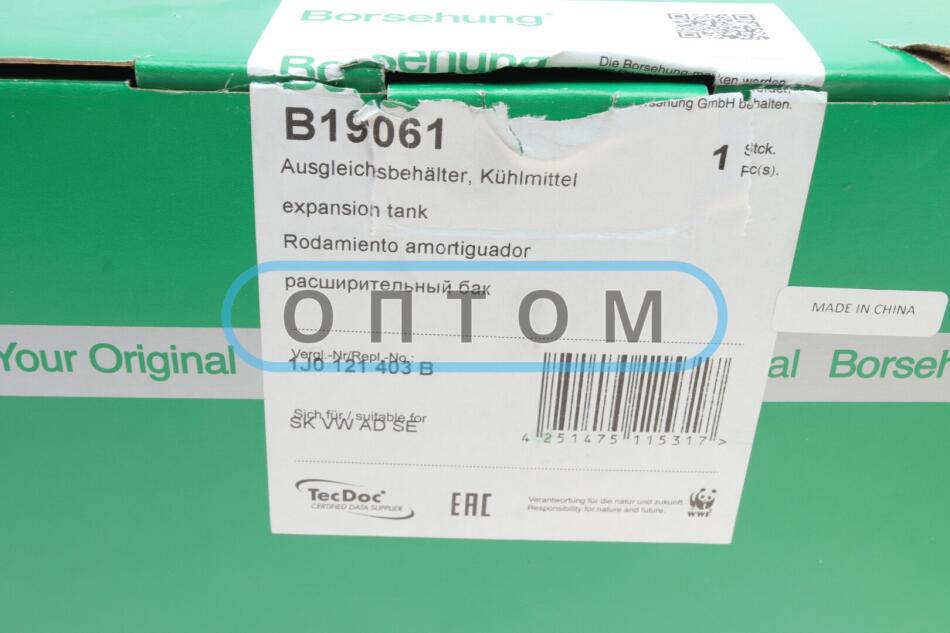 Borsehung®
Borsehung
Die Borsehung-marken werden
GmbH behalten.
B19061
1 Stck.
pc(s).
Ausgleichsbehälter, Kühlmittel
expansion tank
Rodamiento amortiguador
расширительный бак
ОПТОМ
MADE IN CHINA
Your Original
al Borseh
Vergl.-Nr/Repl.-No.:
1J0 121 403 B
Sich für / suitable for
SK VW AD SE
4 251475 115317 >
TecDoc®
CERTIFIED DATA SUPPLIER
EAC
Verantwortung für die natur und zukunft.
Responsibility for nature and future.
WWF